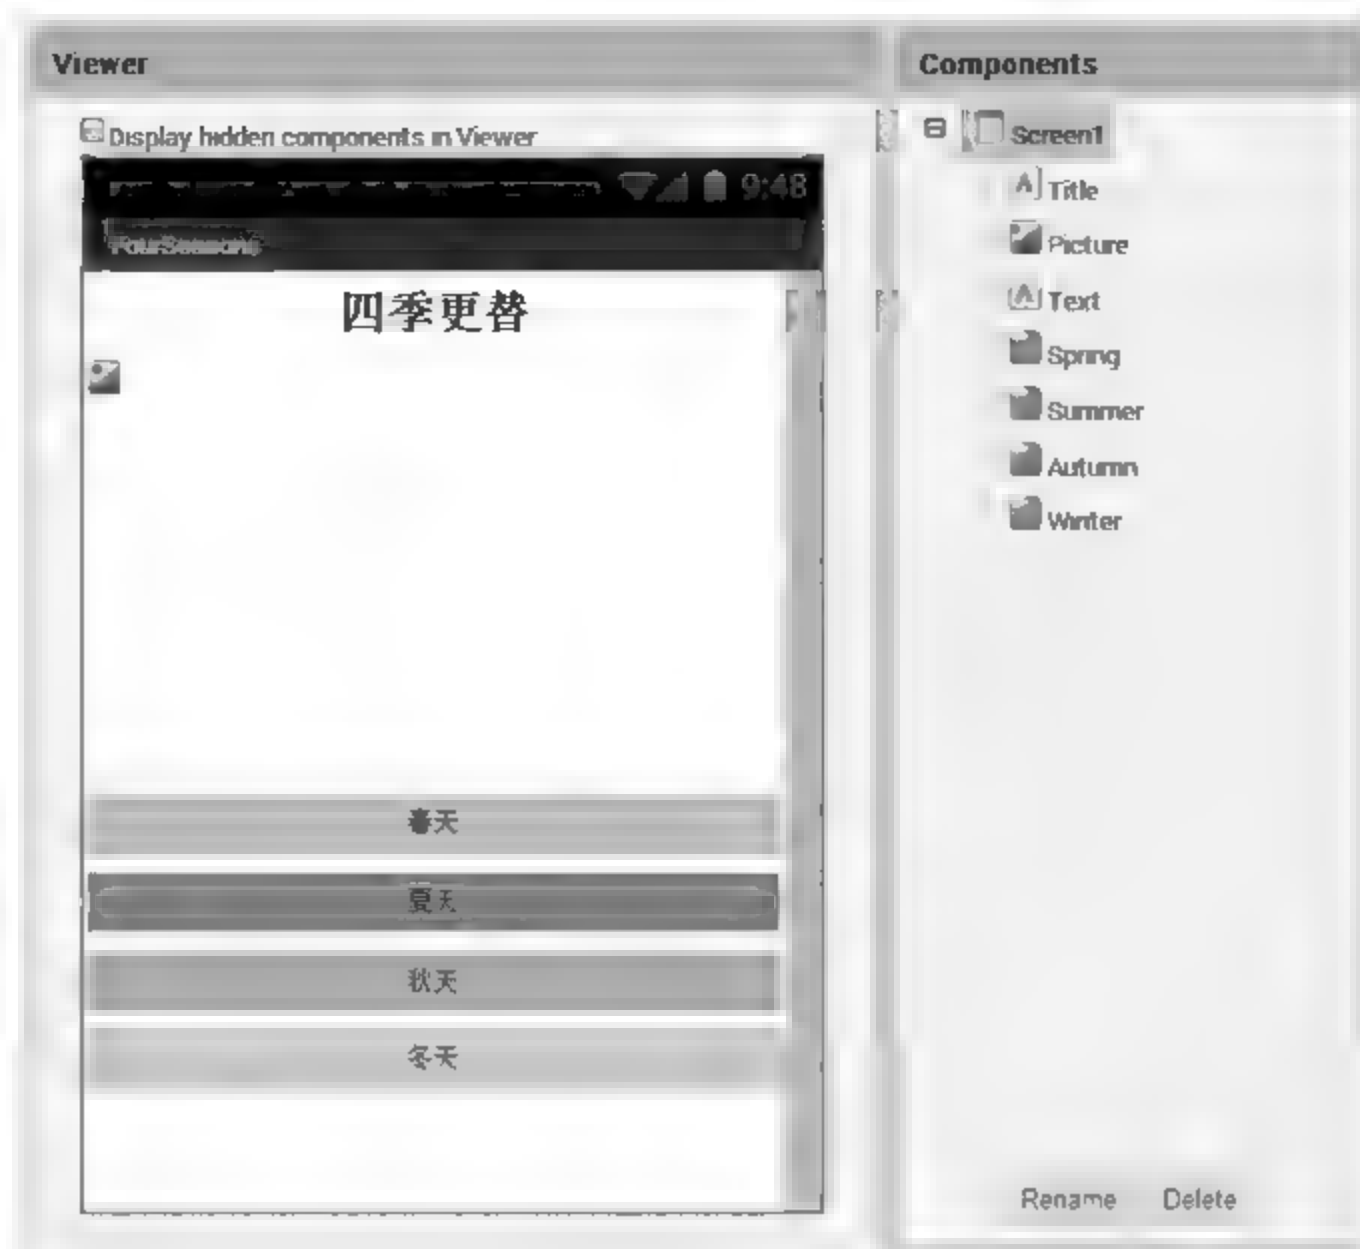 Viewer
Display hidden components in Viewer
9:48
FourSeasons
四季更替
春天
夏天
秋天
冬天
Components
Screen1
Title
Picture
Text
Spring
Summer
Autumn
Winter
Rename Delete